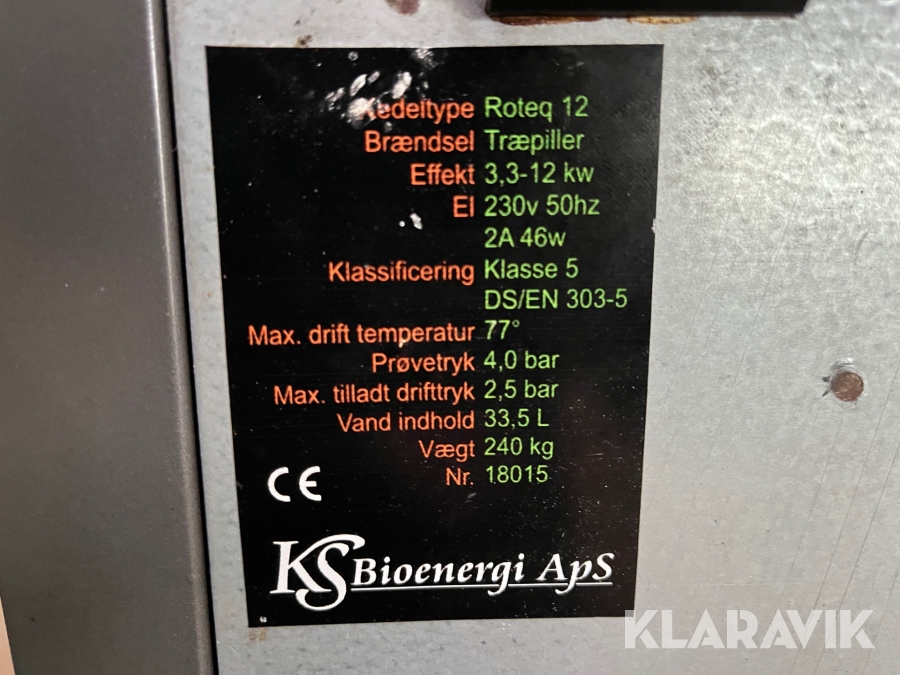 Kedeltype Roteq 12
Brændsel Træpiller
Effekt 3,3-12 kw
El 230v 50hz
2A 46w
Klassificering Klasse 5
DS/EN 303-5
Max. drift temperatur 77°
Prøvetryk 4,0 bar
Max. tilladt drifttryk 2,5 bar
Vand indhold 33,5 L
Vægt 240 kg
Nr. 18015
CE
KS Bioenergi ApS
KLARAVIK